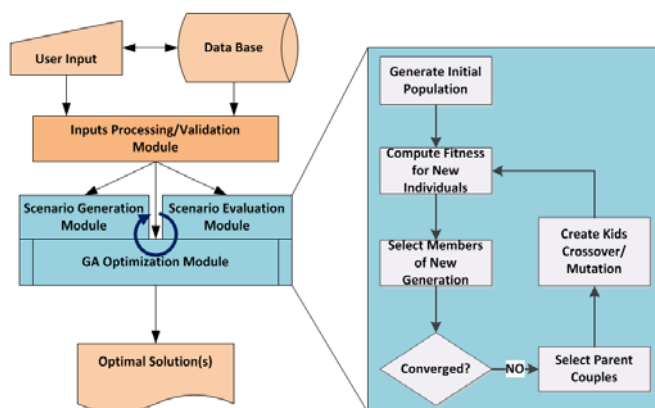 User Input
Data Base
Inputs Processing/Validation
Module
Scenario Generation
Module
Scenario Evaluation
Module
GA Optimization Module
Optimal Solution(s)
Generate Initial
Population
Compute Fitness
for New
Individuals
Select Members
of New
Generation
Converged?
NO
Select Parent
Couples
Create Kids
Crossover/
Mutation